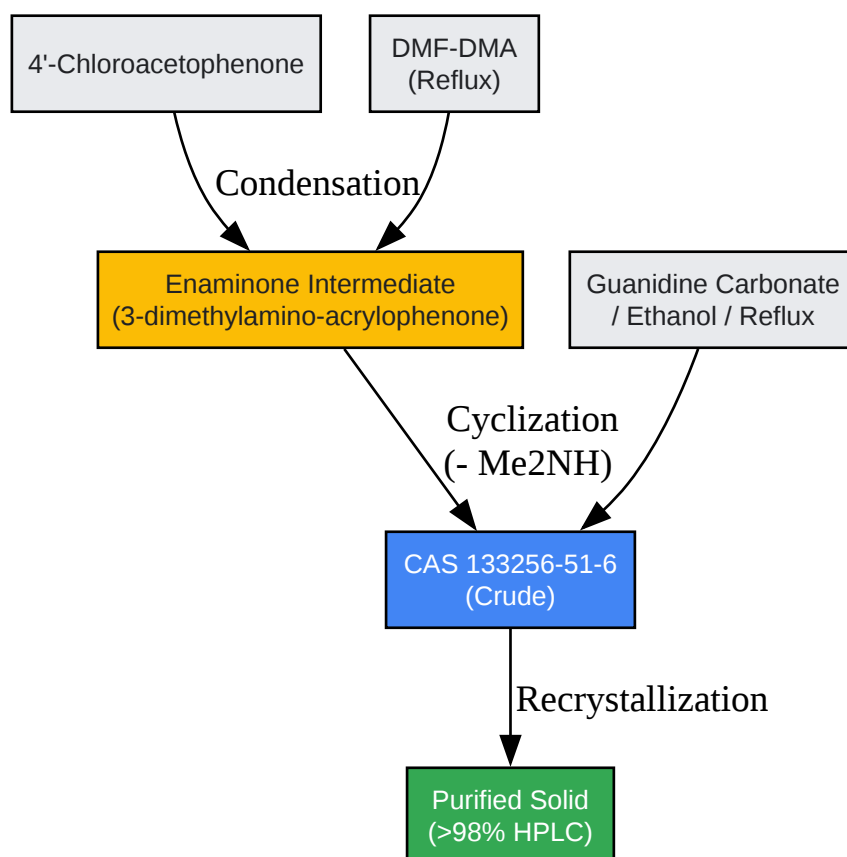 4'-Chloroacetophenone
DMF-DMA
(Reflux)
Condensation
Enaminone Intermediate
(3-dimethylamino-acrylophenone)
Guanidine Carbonate
/ Ethanol / Reflux
Cyclization
(- Me2NH)
CAS 133256-51-6
(Crude)
Recrystallization
Purified Solid
(>98% HPLC)